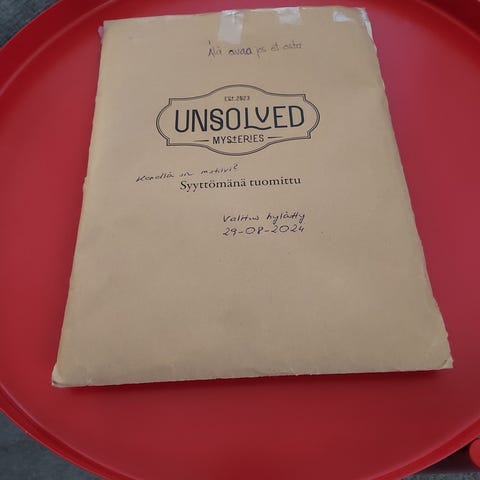 Älä avaa jos et osta
EST.2023
UNSOLVED
MYSTERIES
Kenellä on motiivi?
Syyttömänä tuomittu
Valitus hylätty
29-08-2024